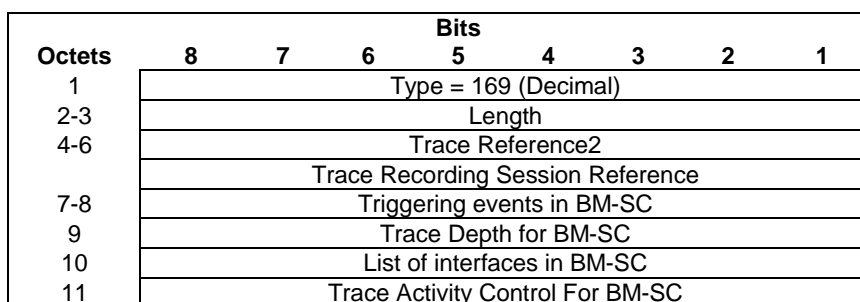 Bits
Octets 8 7 6 5 4 3 2 1
1 Type = 169 (Decimal)
2-3 Length
4-6 Trace Reference2
Trace Recording Session Reference
7-8 Triggering events in BM-SC
9 Trace Depth for BM-SC
10 List of interfaces in BM-SC
11 Trace Activity Control For BM-SC